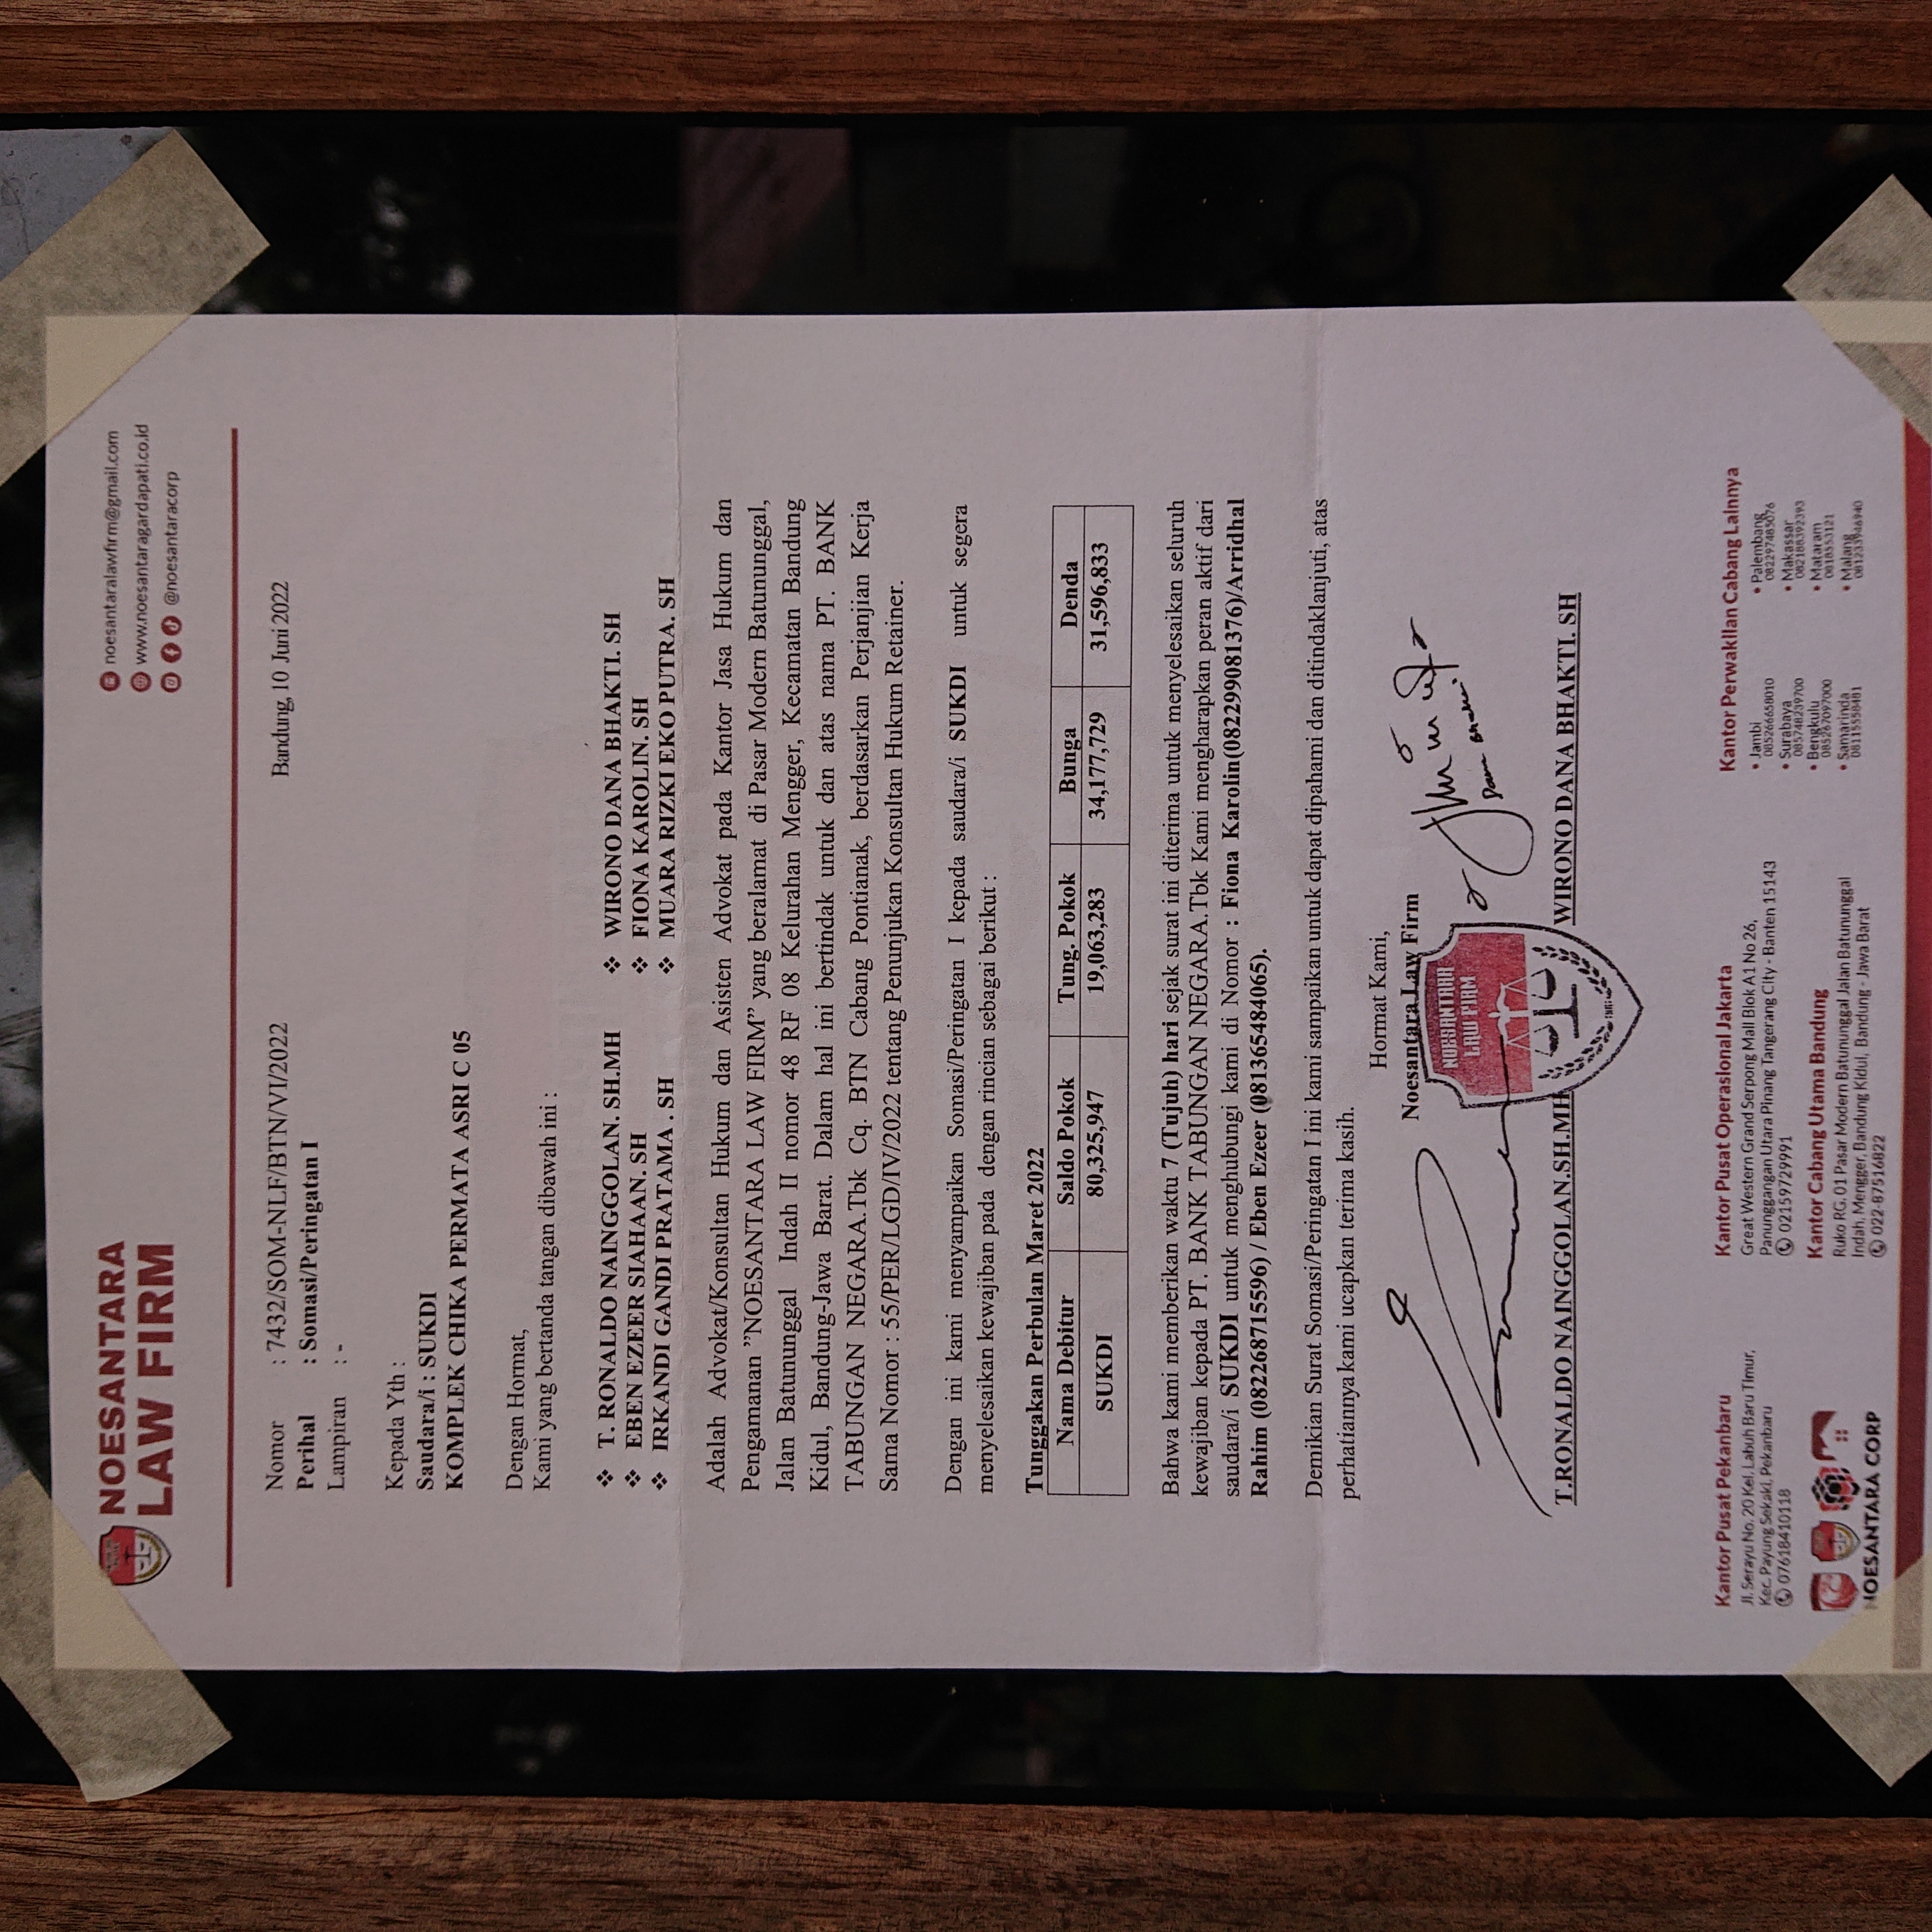 NOESANTARA
LAW FIRM
noesantaralawfirm@gmail.com
www.noesantaragardapati.co.id
@noesantaracorp
Bandung, 10 Juni 2022
Nomor : 7432/SOM-NLF/BTN/VI/2022
Perihal : Somasi/Peringatan I
Lampiran : -
Kepada Yth :
Saudara/i : SUKDI
KOMPLEK CHIKA PERMATA ASRI C 05
Dengan Hormat,
Kami yang bertanda tangan dibawah ini :
❖ T. RONALDO NAINGGOLAN. SH.MH ❖ WIRONO DANA BHAKTI. SH
❖ EBEN EZEER SIAHAAN. SH ❖ FIONA KAROLIN. SH
❖ IRKANDI GANDI PRATAMA . SH ❖ MUARA RIZKI EKO PUTRA. SH
Adalah Advokat/Konsultan Hukum dan Asisten Advokat pada Kantor Jasa Hukum dan
Pengamanan ”NOESANTARA LAW FIRM” yang beralamat di Pasar Modern Batununggal,
Jalan Batununggal Indah II nomor 48 RF 08 Kelurahan Mengger, Kecamatan Bandung
Kidul, Bandung-Jawa Barat. Dalam hal ini bertindak untuk dan atas nama PT. BANK
TABUNGAN NEGARA.Tbk Cq. BTN Cabang Pontianak, berdasarkan Perjanjian Kerja
Sama Nomor : 55/PER/LGD/IV/2022 tentang Penunjukan Konsultan Hukum Retainer.
Dengan ini kami menyampaikan Somasi/Peringatan I kepada saudara/i SUKDI untuk segera
menyelesaikan kewajiban pada dengan rincian sebagai berikut :
Tunggakan Perbulan Maret 2022
Nama Debitur Saldo Pokok Tung. Pokok Bunga Denda
SUKDI 80,325,947 19,063,283 34,177,729 31,596,833
Bahwa kami memberikan waktu 7 (Tujuh) hari sejak surat ini diterima untuk menyelesaikan seluruh
kewajiban kepada PT. BANK TABUNGAN NEGARA.Tbk Kami mengharapkan peran aktif dari
saudara/i SUKDI untuk menghubungi kami di Nomor : Fiona Karolin(082299081376)/Arridhal
Rahim (082268715596) / Eben Ezeer (081365484065).
Demikian Surat Somasi/Peringatan I ini kami sampaikan untuk dapat dipahami dan ditindaklanjuti, atas
perhatiannya kami ucapkan terima kasih.
Hormat Kami,
Noesantara Law Firm
NOESANTARA
LAW FIRM
T.RONALDO NAINGGOLAN.SH.MH WIRONO DANA BHAKTI. SH
Kantor Pusat Pekanbaru
Jl. Serayu No. 20 Kel. Labuh Baru Timur,
Kec. Payung Sekaki, Pekanbaru
07618410118
NOESANTARA CORP
Kantor Pusat Operasional Jakarta
Great Western Grand Serpong Mall Blok A1 No 26,
Panunggangan Utara Pinang Tangerang City - Banten 15143
02159729991
Kantor Cabang Utama Bandung
Ruko RG. 01 Pasar Modern Batununggal Jalan Batununggal
Indah, Mengger, Bandung Kidul, Bandung - Jawa Barat
022-87516822
Kantor Perwakilan Cabang Lainnya
• Jambi
085266658010
• Surabaya
085748239700
• Bengkulu
085267097000
• Samarinda
08115558481
• Palembang
082297485076
• Makassar
082188392393
• Mataram
0818553121
• Malang
081233946940